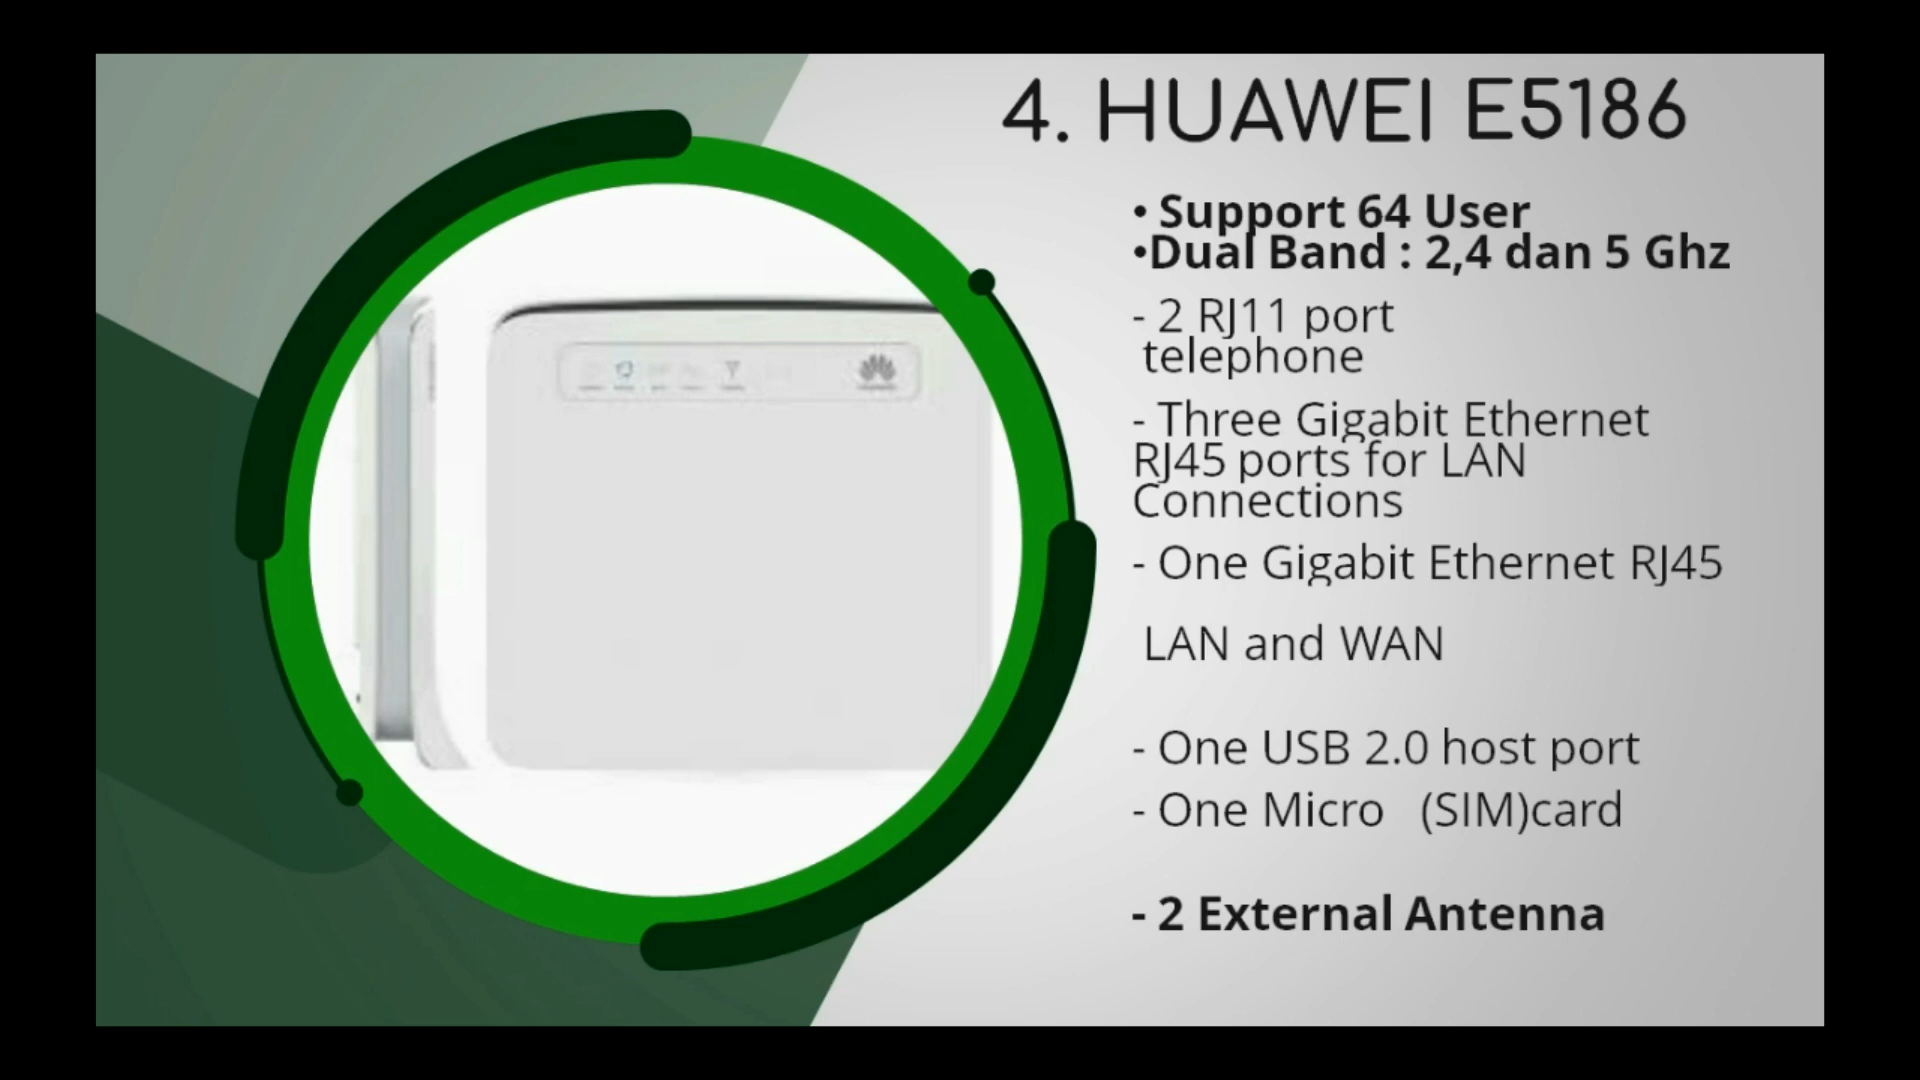 4. HUAWEI E5186
• Support 64 User
•Dual Band : 2,4 dan 5 Ghz
- 2 RJ11 port
telephone
- Three Gigabit Ethernet
RJ45 ports for LAN
Connections
- One Gigabit Ethernet RJ45
LAN and WAN
- One USB 2.0 host port
- One Micro (SIM)card
- 2 External Antenna